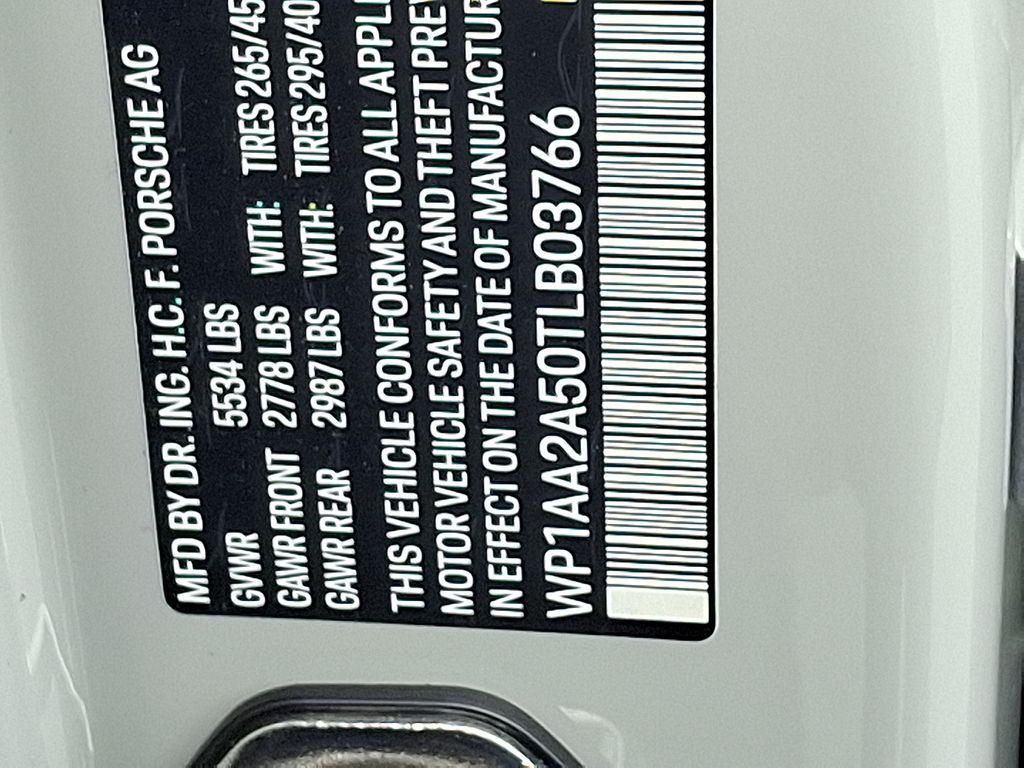 MFD BY DR. ING. H.C. F. PORSCHE AG
GVWR 5534 LBS
GAWR FRONT 2778 LBS WITH: TIRES 265/45
GAWR REAR 2987 LBS WITH: TIRES 295/40
THIS VEHICLE CONFORMS TO ALL APPL
MOTOR VEHICLE SAFETY AND THEFT PREV
IN EFFECT ON THE DATE OF MANUFACTUR
WP1AA2A50TLB03766